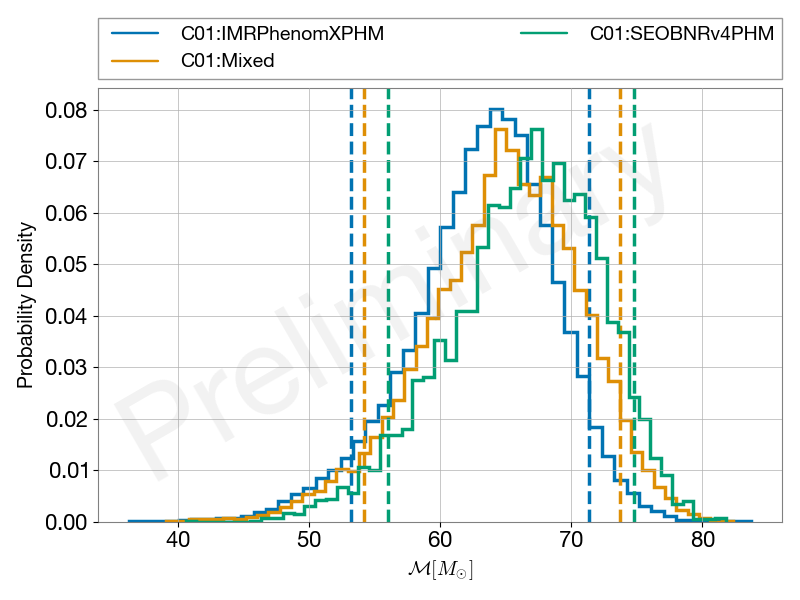 C01:IMRPhenomXPHM
C01:Mixed
C01:SEOBNRv4PHM
Probability Density
0.08
0.07
0.06
0.05
0.04
0.03
0.02
0.01
0.00
Preliminary
40 50 60 70 80
ℳ[M⊙]